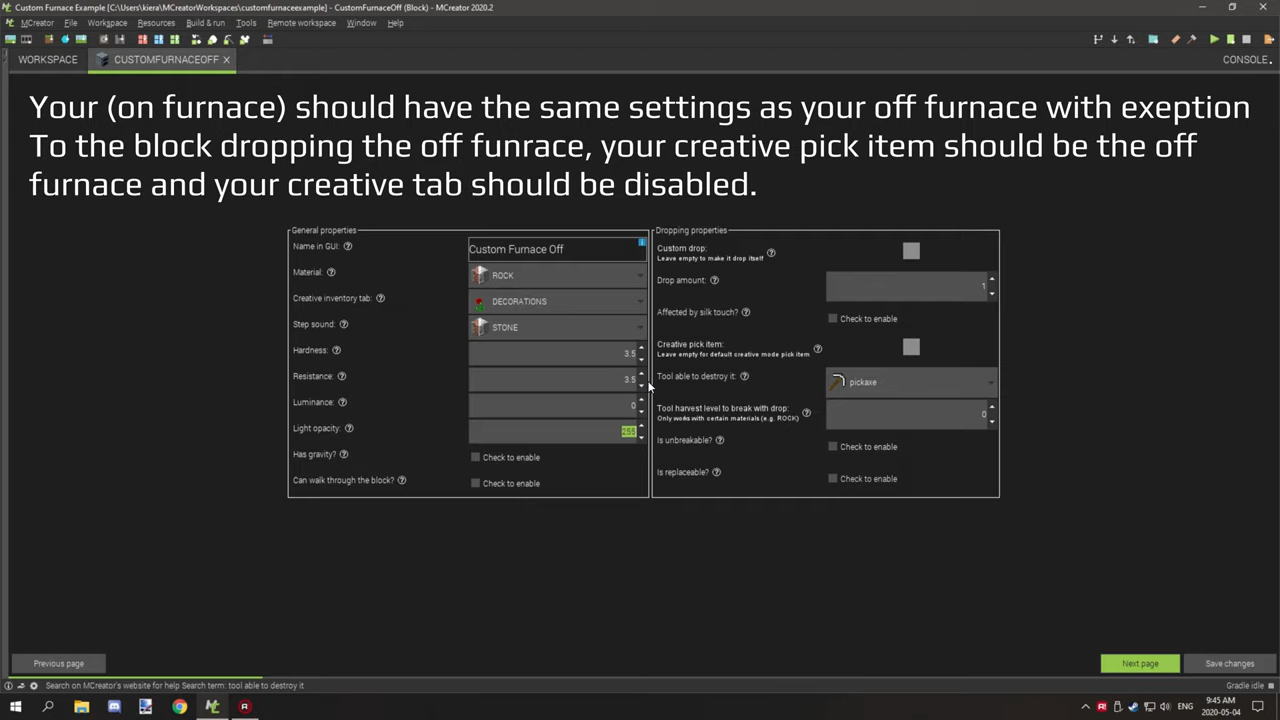 Custom Furnace Example [C:\Users\kiera\MCreatorWorkspaces\customfurnaceexample] - CustomFurnaceOff (Block) - MCreator 2020.2
MCreator File Workspace Resources Build & run Tools Remote workspace Window Help
WORKSPACE CUSTOMFURNACEOFF CONSOLE
Your (on furnace) should have the same settings as your off furnace with exeption
To the block dropping the off funrace, your creative pick item should be the off
furnace and your creative tab should be disabled.
General properties
Name in GUI: Custom Furnace Off
Material: ROCK
Creative inventory tab: DECORATIONS
Step sound: STONE
Hardness: 3.5
Resistance: 3.5
Luminance: 0
Light opacity: 255
Has gravity? Check to enable
Can walk through the block? Check to enable
Dropping properties
Custom drop:
Leave empty to make it drop itself
Drop amount: 1
Affected by silk touch? Check to enable
Creative pick item:
Leave empty for default creative mode pick item
Tool able to destroy it: pickaxe
Tool harvest level to break with drop: 0
Only works with certain materials (e.g. ROCK)
Is unbreakable? Check to enable
Is replaceable? Check to enable
Previous page Next page Save changes
Search on MCreator's website for help Search term: tool able to destroy it Gradle idle
ENG 9:45 AM
2020-05-04